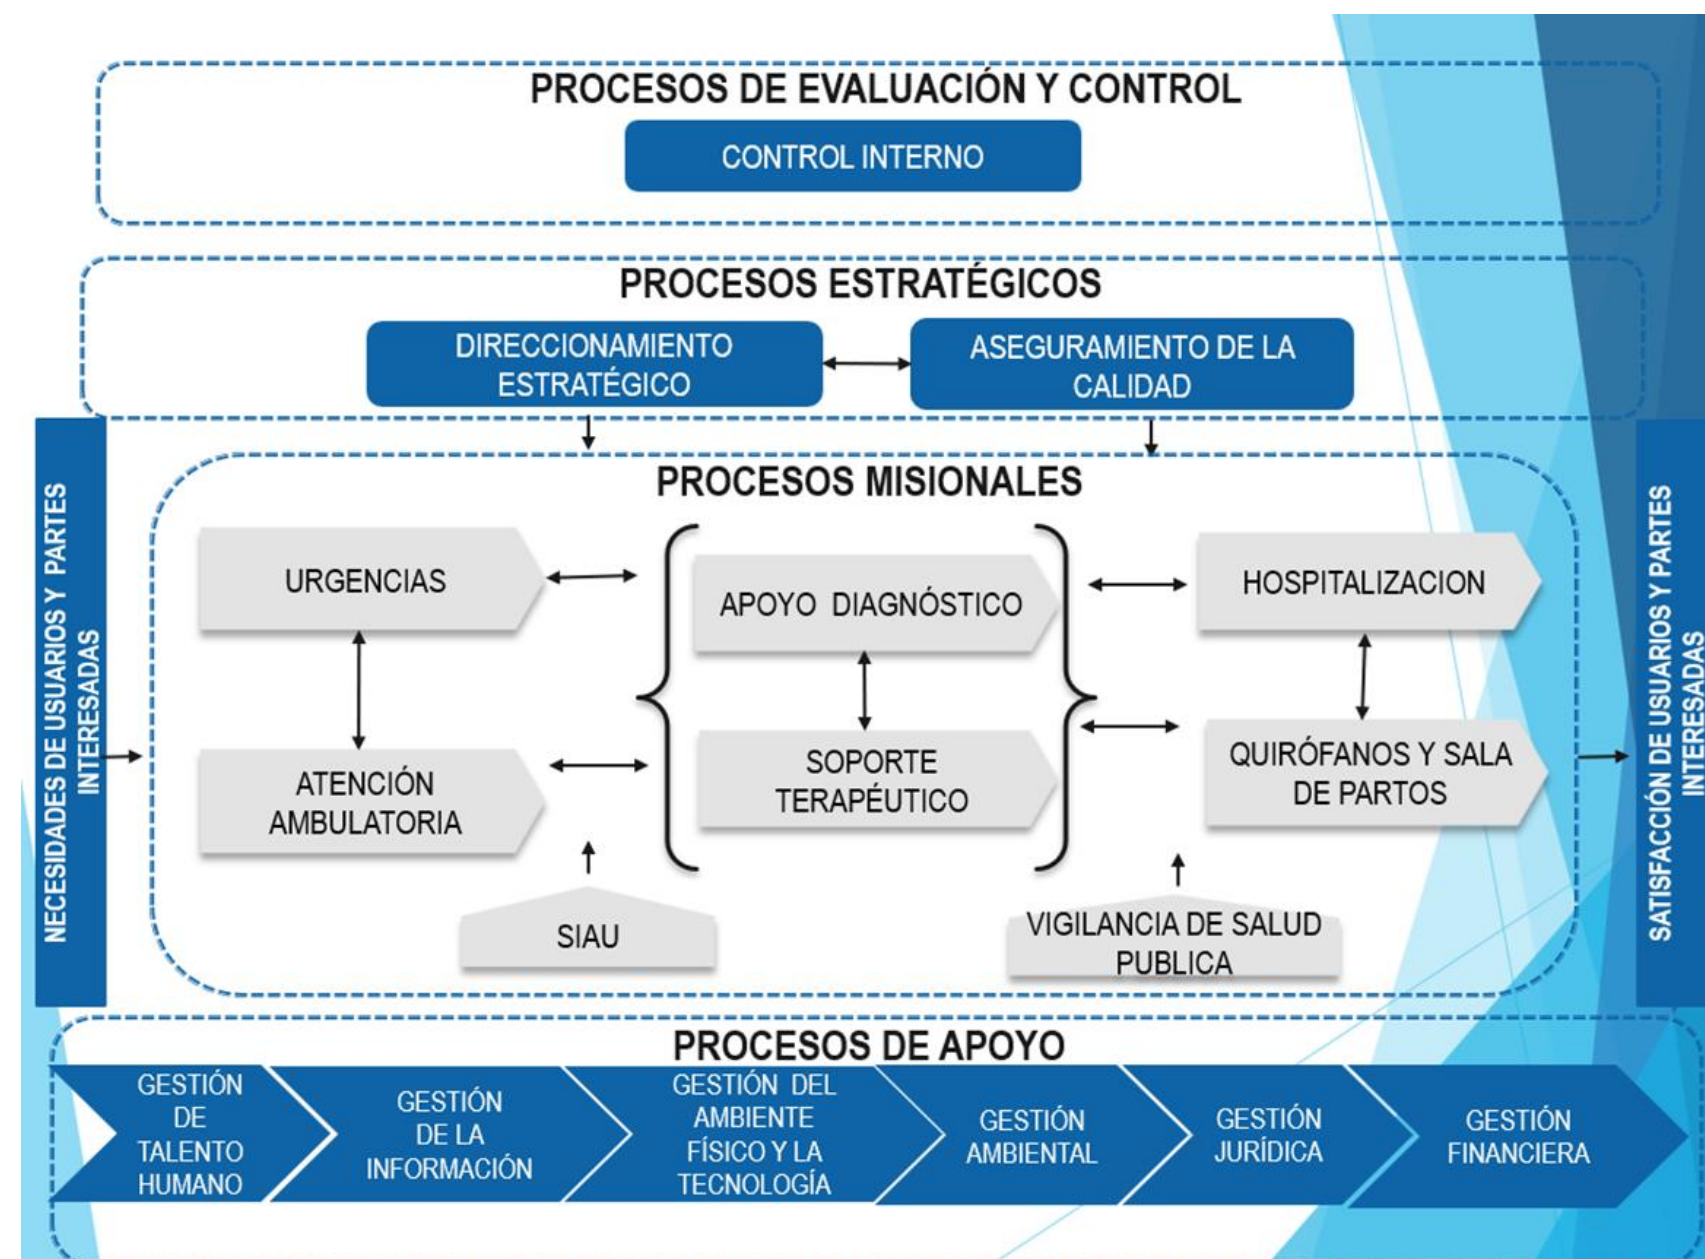 PROCESOS DE EVALUACIÓN Y CONTROL
CONTROL INTERNO
PROCESOS ESTRATÉGICOS
DIRECCIONAMIENTO
ESTRATÉGICO
ASEGURAMIENTO DE LA
CALIDAD
NECESIDADES DE USUARIOS Y PARTES
INTERESADAS
PROCESOS MISIONALES
URGENCIAS
APOYO DIAGNÓSTICO
HOSPITALIZACION
ATENCIÓN
AMBULATORIA
SOPORTE
TERAPÉUTICO
QUIRÓFANOS Y SALA
DE PARTOS
SIAU
VIGILANCIA DE SALUD
PUBLICA
SATISFACCIÓN DE USUARIOS Y PARTES
INTERESADAS
PROCESOS DE APOYO
GESTIÓN
DE
TALENTO
HUMANO
GESTIÓN
DE LA
INFORMACIÓN
GESTIÓN DEL
AMBIENTE
FÍSICO Y LA
TECNOLOGÍA
GESTIÓN
AMBIENTAL
GESTIÓN
JURÍDICA
GESTIÓN
FINANCIERA